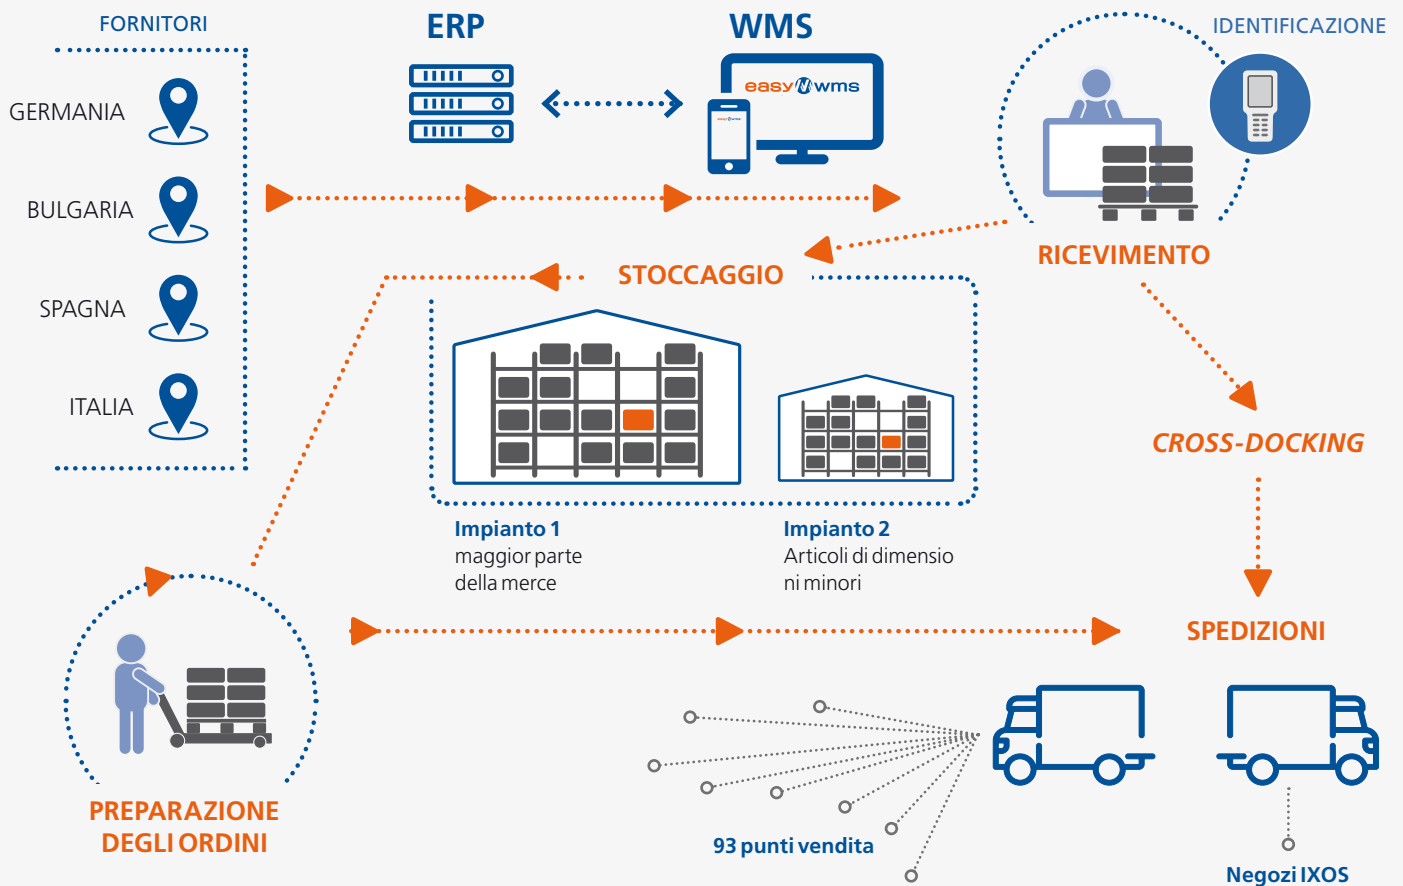 FORNITORI
GERMANIA
BULGARIA
SPAGNA
ITALIA
ERP
WMS
easy wms
IDENTIFICAZIONE
RICEVIMENTO
STOCCAGGIO
Impianto 1
maggior parte
della merce
Impianto 2
Articoli di dimensio
ni minori
CROSS-DOCKING
SPEDIZIONI
PREPARAZIONE
DEGLI ORDINI
93 punti vendita
Negozi IXOS